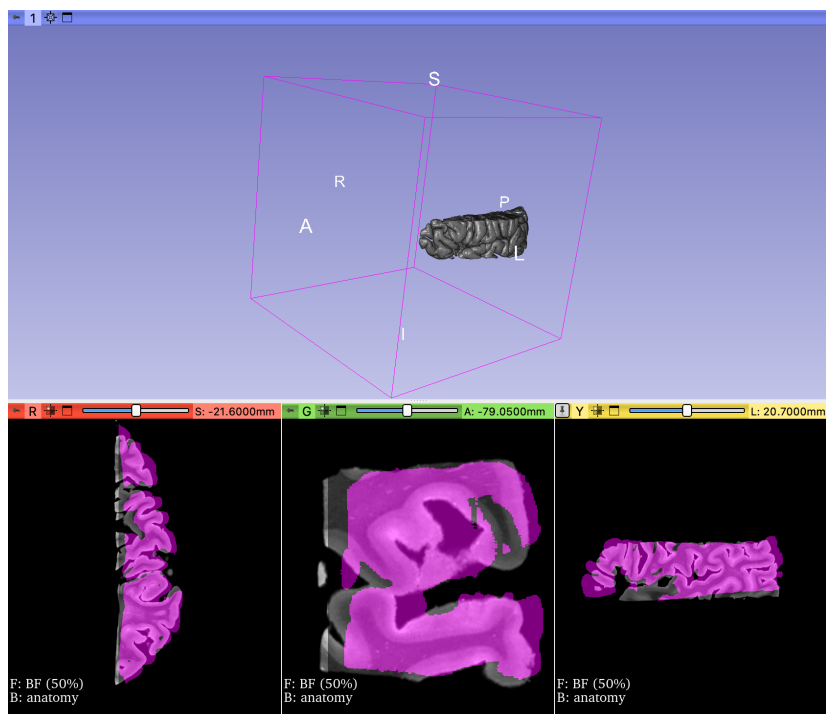 1
S
R
P
A
L
I
R S: -21.6000mm
G A: -79.0500mm
Y L: 20.7000mm
F: BF (50%)
B: anatomy
F: BF (50%)
B: anatomy
F: BF (50%)
B: anatomy